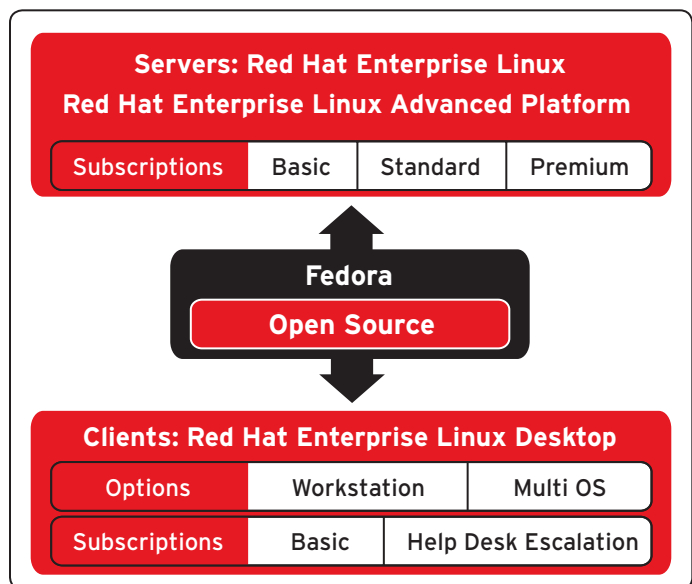 Servers: Red Hat Enterprise Linux
Red Hat Enterprise Linux Advanced Platform
Subscriptions Basic Standard Premium
Fedora
Open Source
Clients: Red Hat Enterprise Linux Desktop
Options Workstation Multi OS
Subscriptions Basic Help Desk Escalation